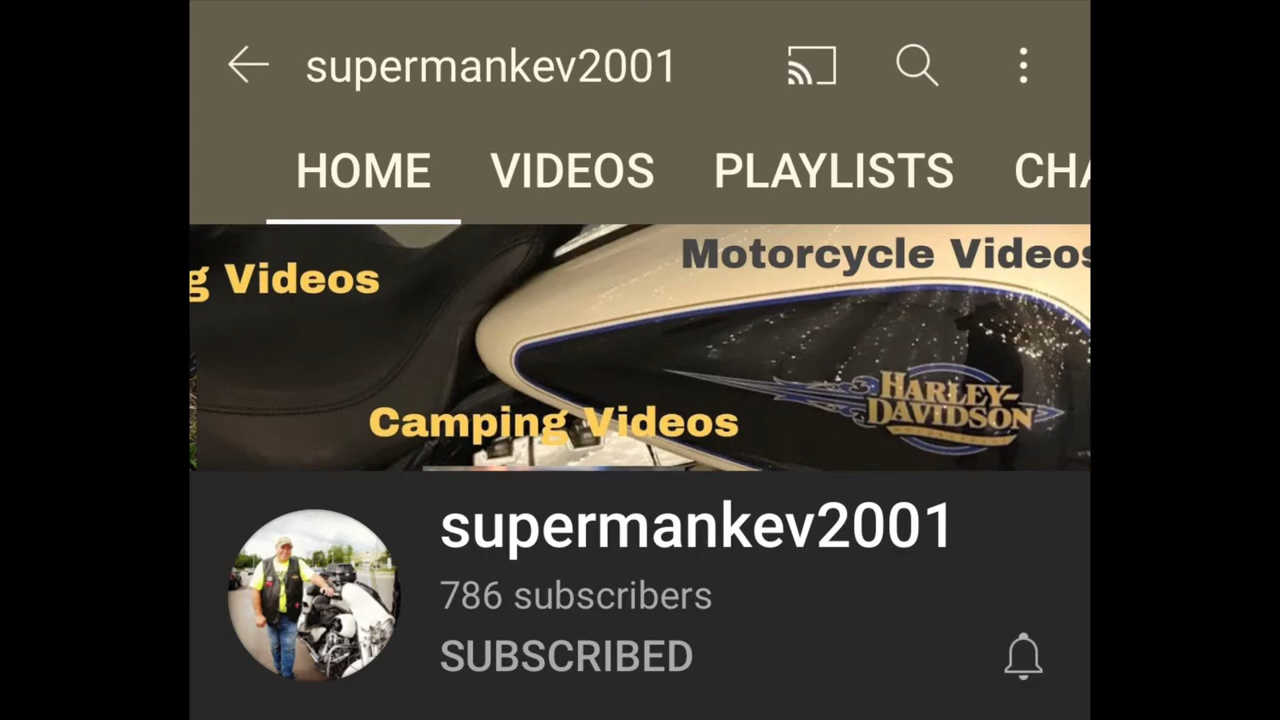 supermankev2001
HOME VIDEOS PLAYLISTS CHA
Motorcycle Videos
g Videos
HARLEY-
DAVIDSON
Camping Videos
supermankev2001
786 subscribers
SUBSCRIBED